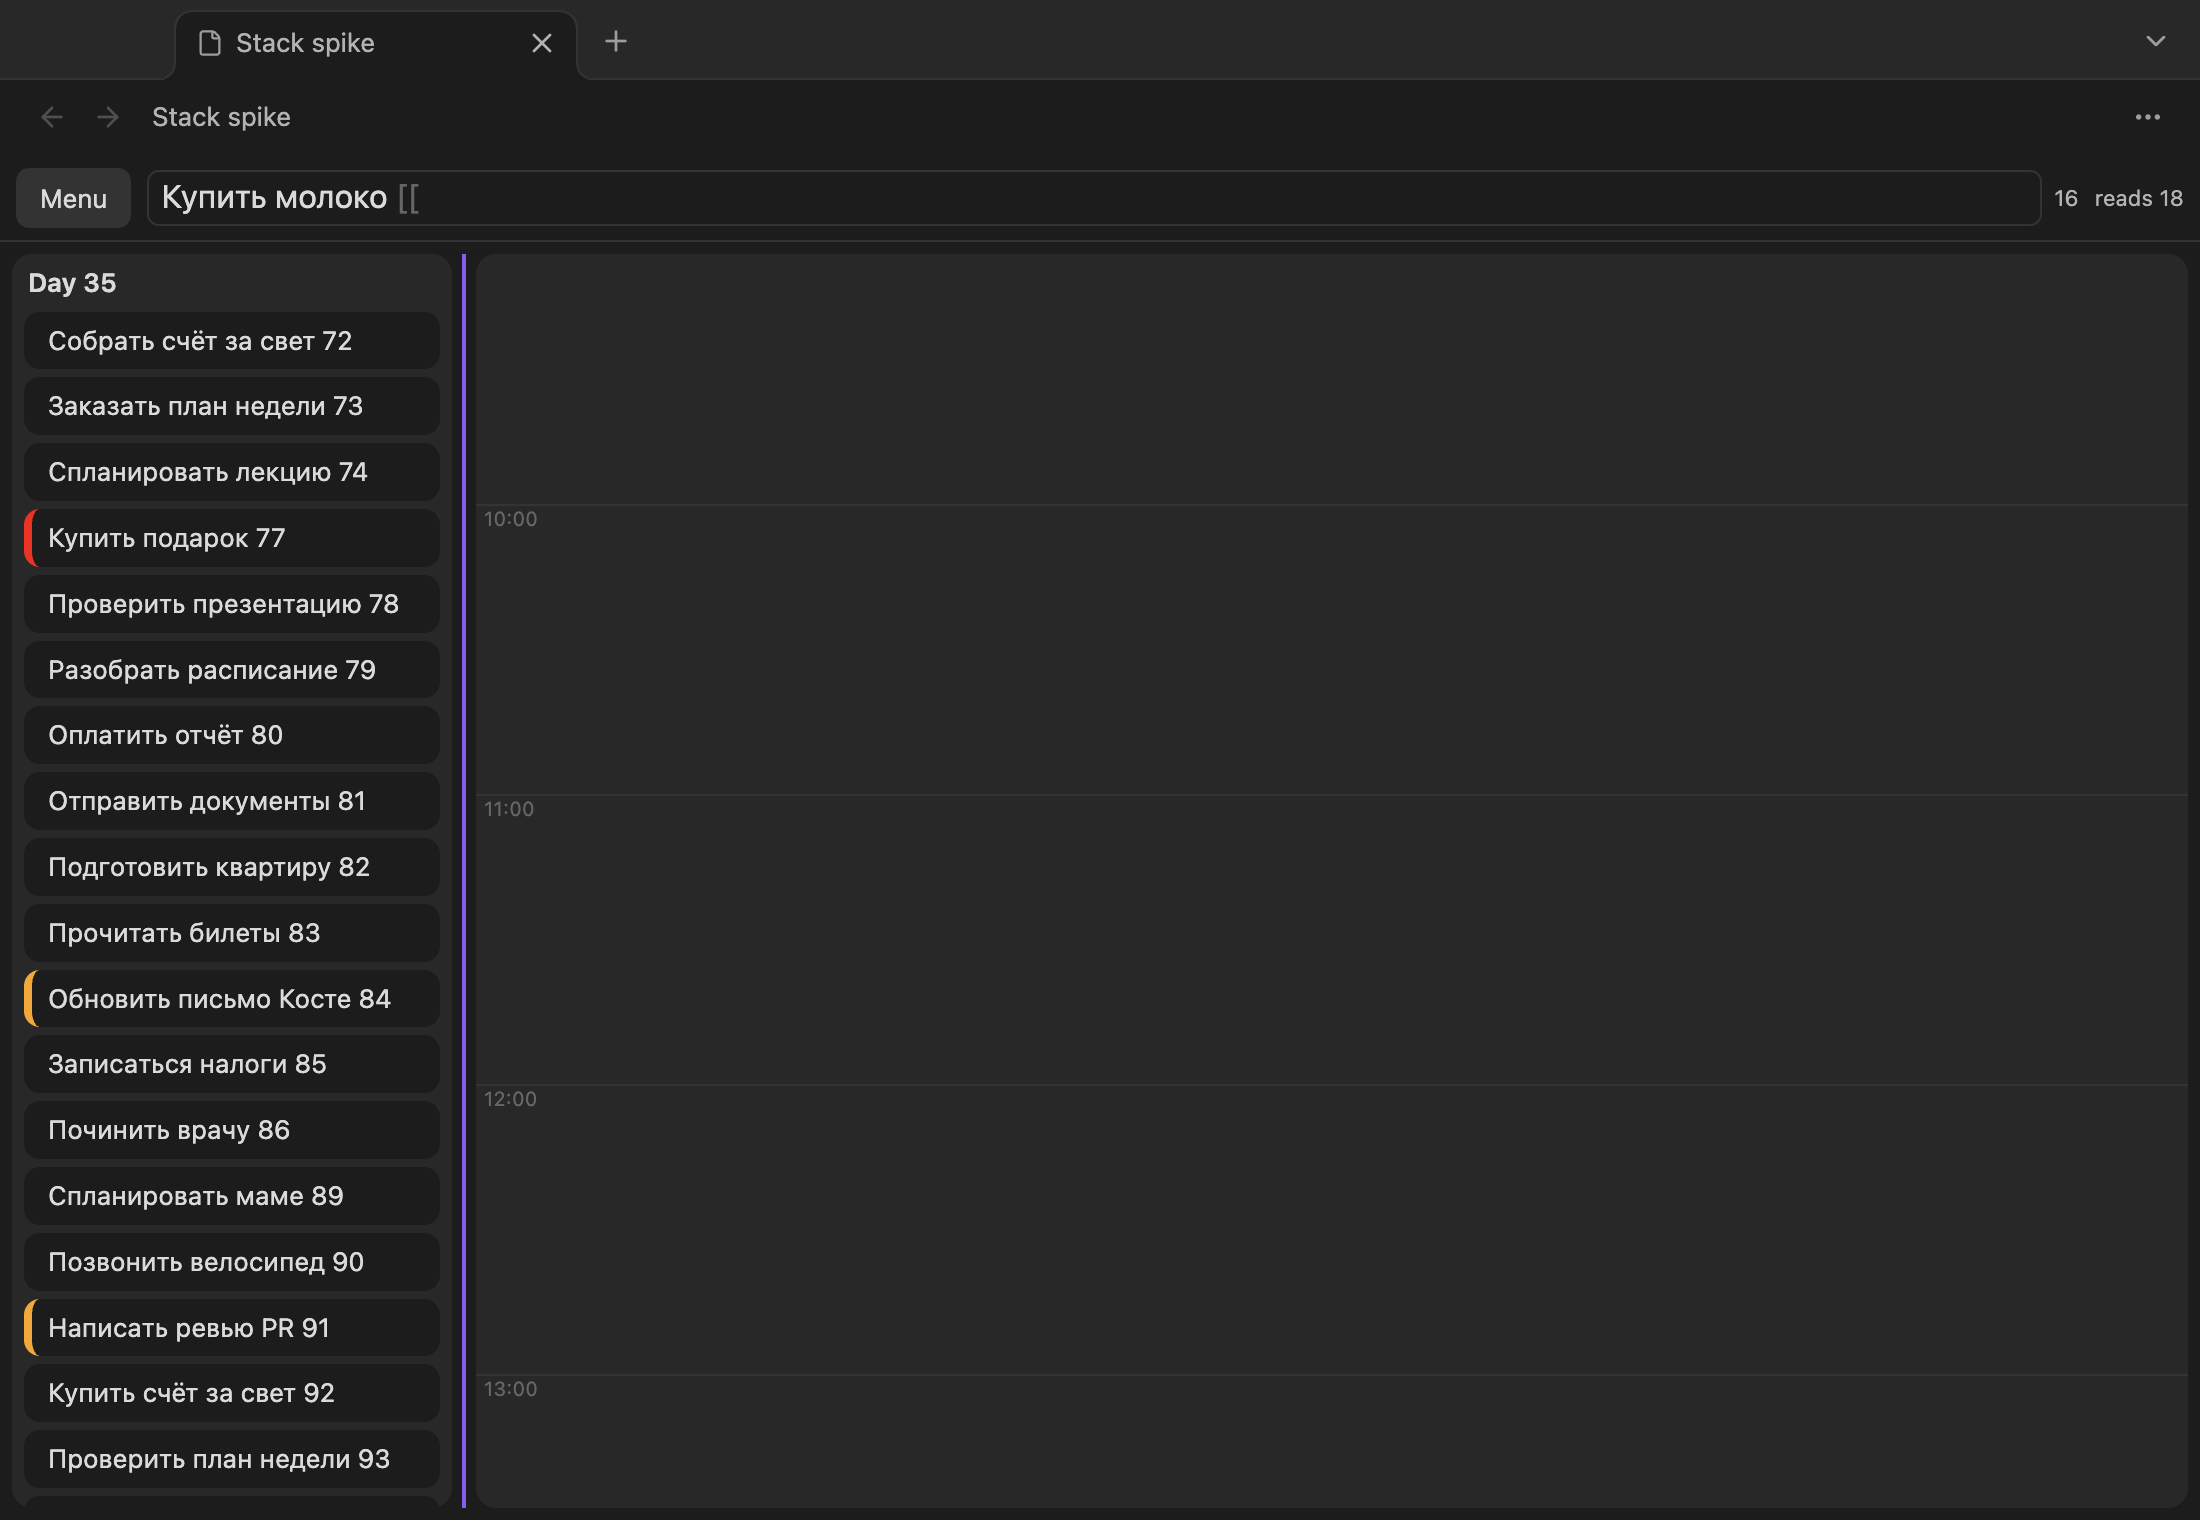 Stack spike
Stack spike
Menu
Купить молоко [[
16 reads 18
Day 35
Собрать счёт за свет 72
Заказать план недели 73
Спланировать лекцию 74
Купить подарок 77
Проверить презентацию 78
Разобрать расписание 79
Оплатить отчёт 80
Отправить документы 81
Подготовить квартиру 82
Прочитать билеты 83
Обновить письмо Косте 84
Записаться налоги 85
Починить врачу 86
Спланировать маме 89
Позвонить велосипед 90
Написать ревью PR 91
Купить счёт за свет 92
Проверить план недели 93
10:00
11:00
12:00
13:00